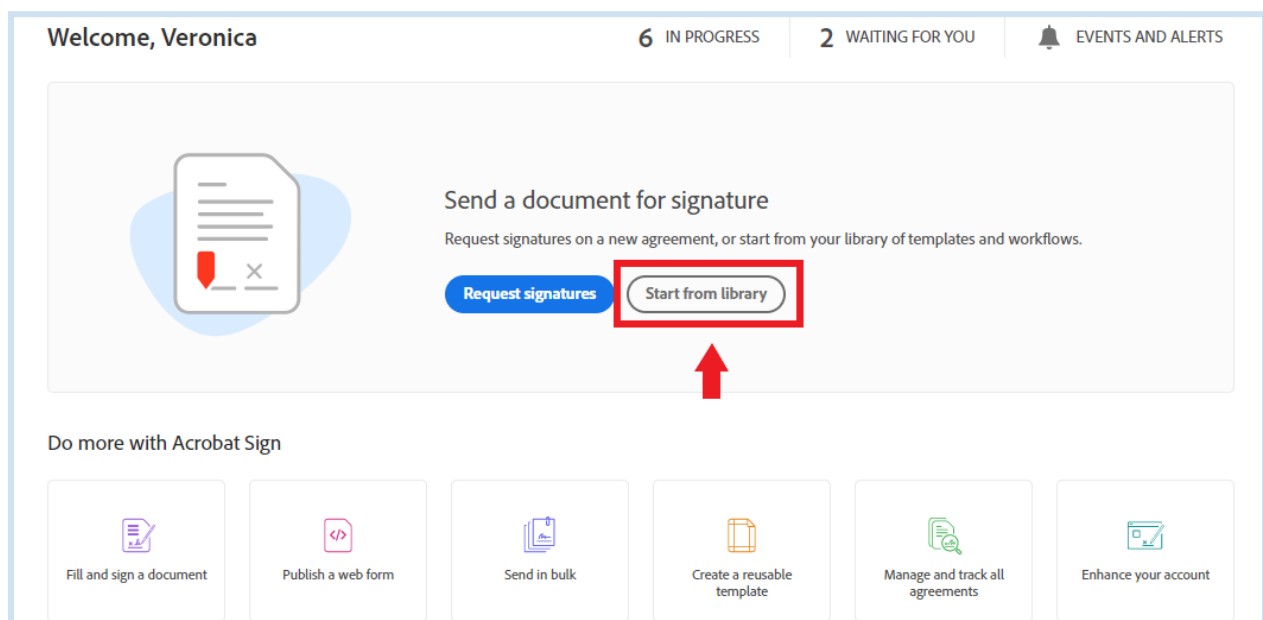 Welcome, Veronica
6 IN PROGRESS
2 WAITING FOR YOU
EVENTS AND ALERTS
Send a document for signature
Request signatures on a new agreement, or start from your library of templates and workflows.
Request signatures
Start from library
Do more with Acrobat Sign
Fill and sign a document
Publish a web form
Send in bulk
Create a reusable
template
Manage and track all
agreements
Enhance your account